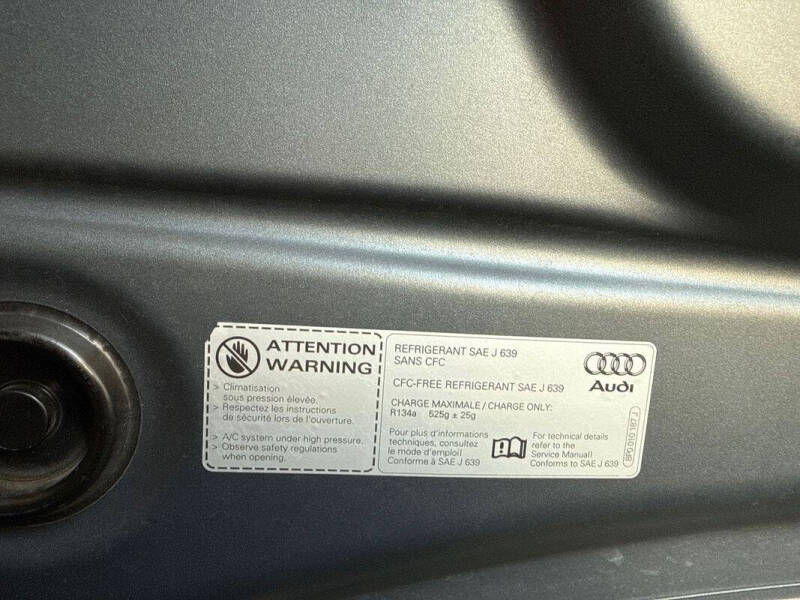 ATTENTION
WARNING
> Climatisation
sous pression élevée.
> Respectez les instructions
de sécurité lors de l'ouverture.
> A/C system under high pressure.
> Observe safety regulations
when opening.
REFRIGERANT SAE J 639
SANS CFC
CFC-FREE REFRIGERANT SAE J 639
CHARGE MAXIMALE / CHARGE ONLY:
R134a 525g ± 25g
Pour plus d'informations
techniques, consultez
le mode d'emploi!
Conforme à SAE J 639
For technical details
refer to the
Service Manual!
Conforms to SAE J 639
Audi
8P0 010 187 J